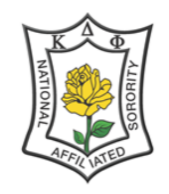 ΚΔΦ
NATIONAL
AFFILIATED
SORORITY